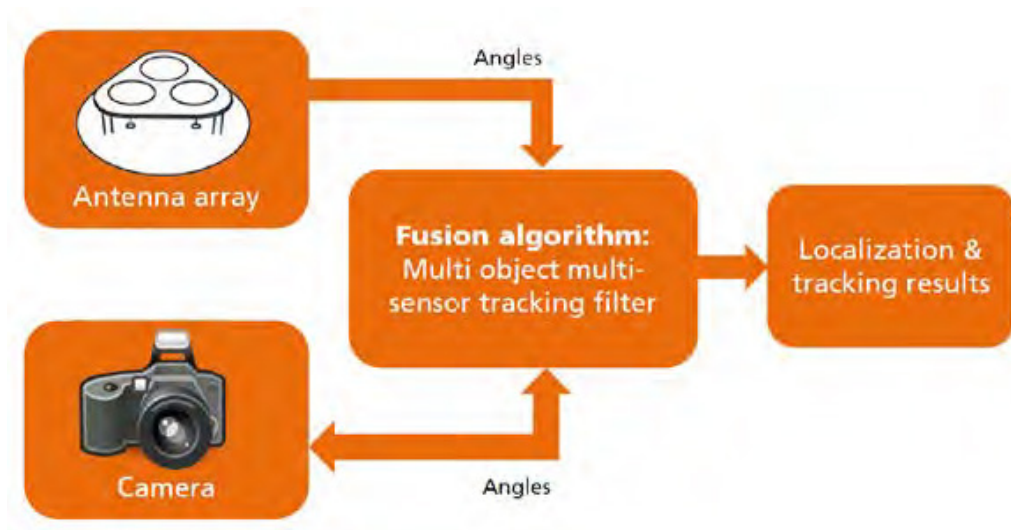 Angles
Antenna array
Fusion algorithm:
Multi object multi-
sensor tracking filter
Localization &
tracking results
Camera
Angles